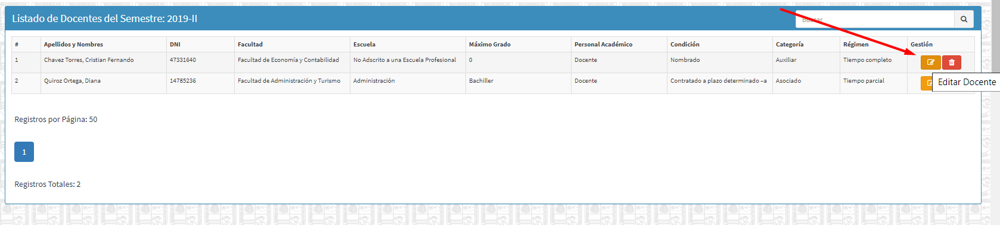 Listado de Docentes del Semestre: 2019-II
Buscar
# Apellidos y Nombres DNI Facultad Escuela Máximo Grado Personal Académico Condición Categoría Régimen Gestión
1 Chavez Torres, Cristian Fernando 47331640 Facultad de Economía y Contabilidad No Adscrito a una Escuela Profesional 0 Docente Nombrado Auxiliar Tiempo completo
2 Quiroz Ortega, Diana 14785236 Facultad de Administración y Turismo Administración Bachiller Docente Contratado a plazo determinado –a Asociado Tiempo parcial
Editar Docente
Registros por Página: 50
1
Registros Totales: 2